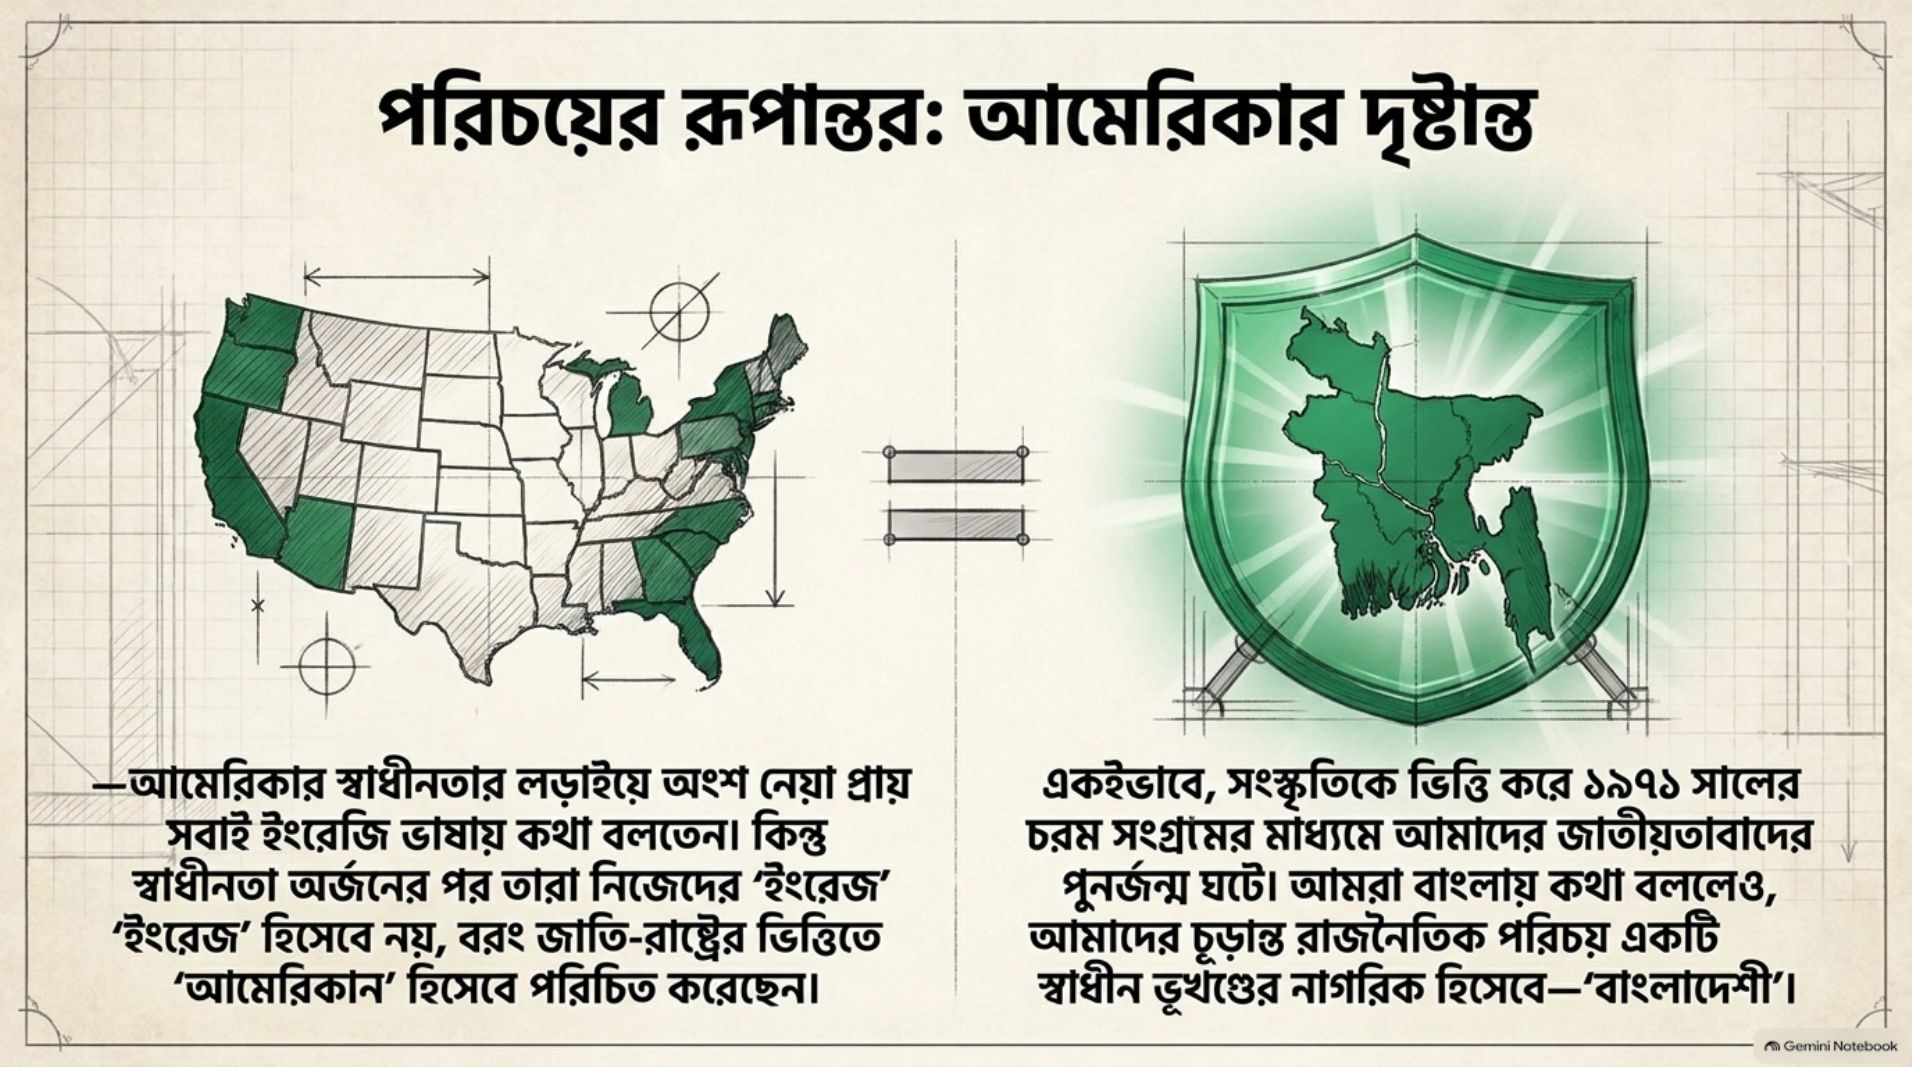 পরিচয়ের রূপান্তর: আমেরিকার দৃষ্টান্ত
—আমেরিকার স্বাধীনতার লড়াইয়ে অংশ নেয়া প্রায়
সবাই ইংরেজি ভাষায় কথা বলতেন। কিন্তু
স্বাধীনতা অর্জনের পর তারা নিজেদের ‘ইংরেজ’
‘ইংরেজ’ হিসেবে নয়, বরং জাতি-রাষ্ট্রের ভিত্তিতে
‘আমেরিকান’ হিসেবে পরিচিত করেছেন।
একইভাবে, সংস্কৃতিকে ভিত্তি করে ১৯৭১ সালের
চরম সংগ্রামের মাধ্যমে আমাদের জাতীয়তাবাদের
পুনর্জন্ম ঘটে। আমরা বাংলায় কথা বললেও,
আমাদের চূড়ান্ত রাজনৈতিক পরিচয় একটি
স্বাধীন ভূখণ্ডের নাগরিক হিসেবে—‘বাংলাদেশী’।
Gemini Notebook